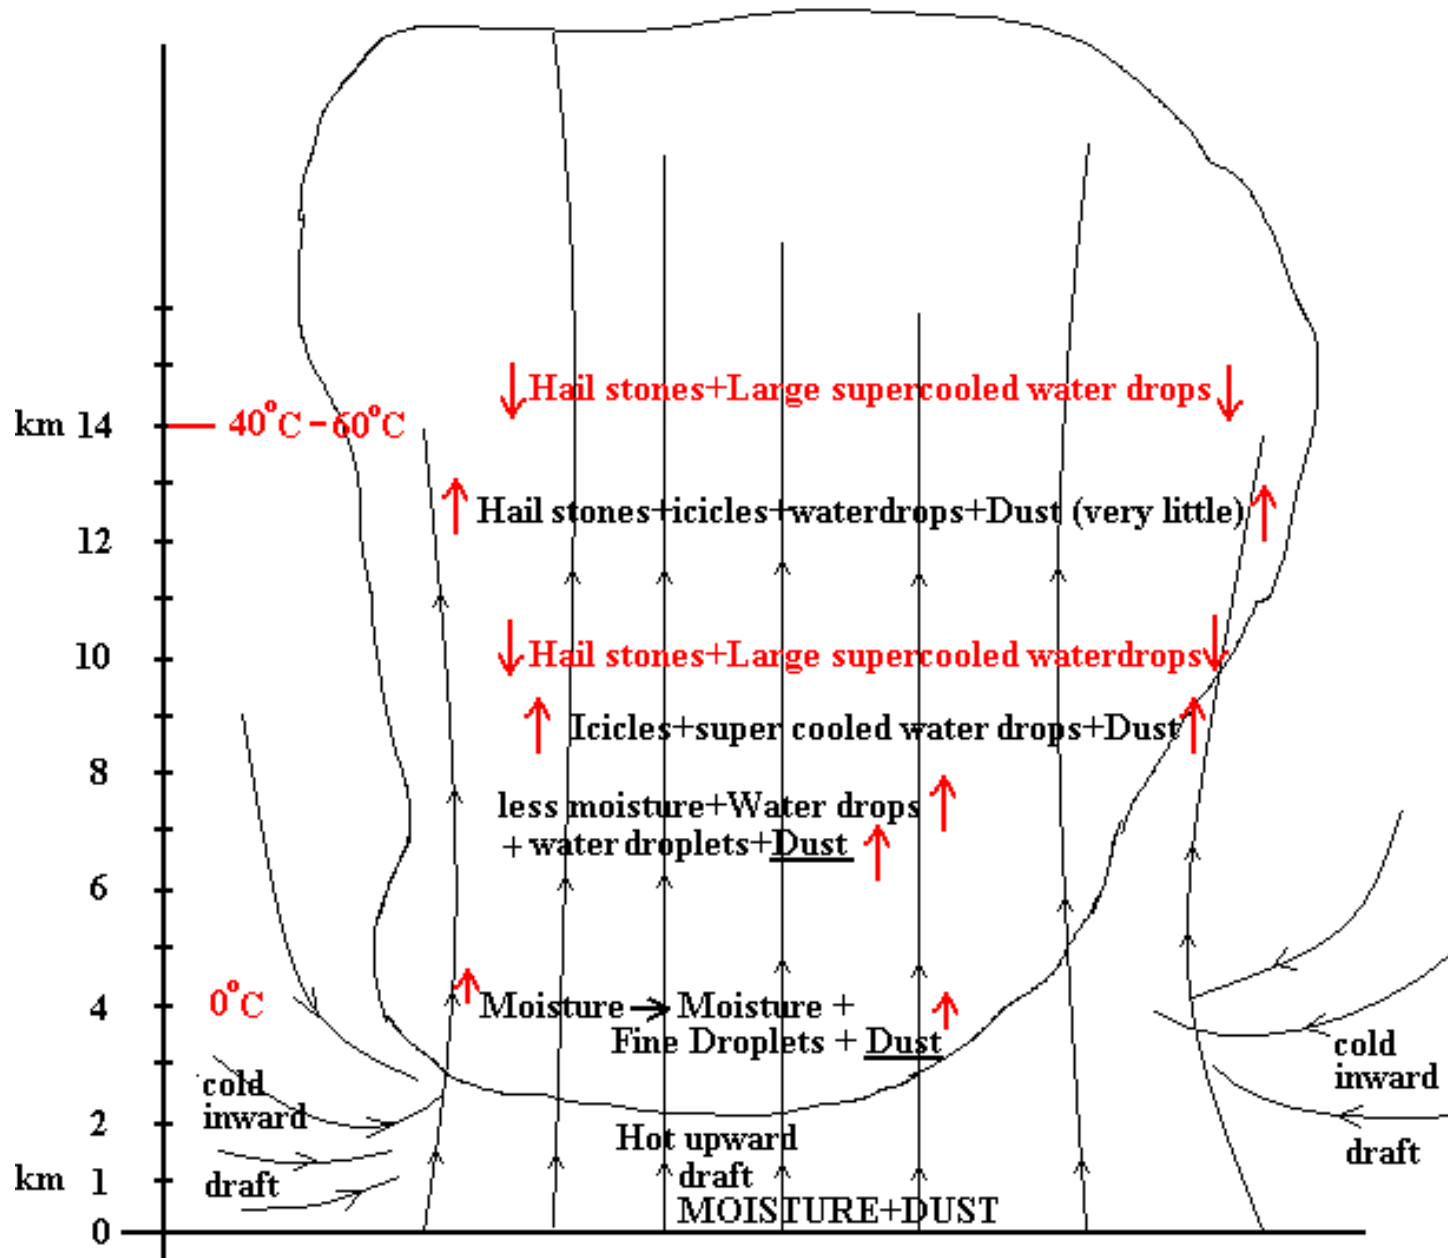 Hail stones+Large supercooled water drops
km 14
40°C - 60°C
Hail stones+icicles+waterdrops+Dust (very little)
12
10
Hail stones+Large supercooled waterdrops
Icicles+super cooled water drops+Dust
8
less moisture+Water drops
+ water droplets+Dust
6
0°C
4
Moisture → Moisture +
Fine Droplets + Dust
cold
inward
draft
cold
inward
draft
2
Hot upward
draft
MOISTURE+DUST
km 1
0